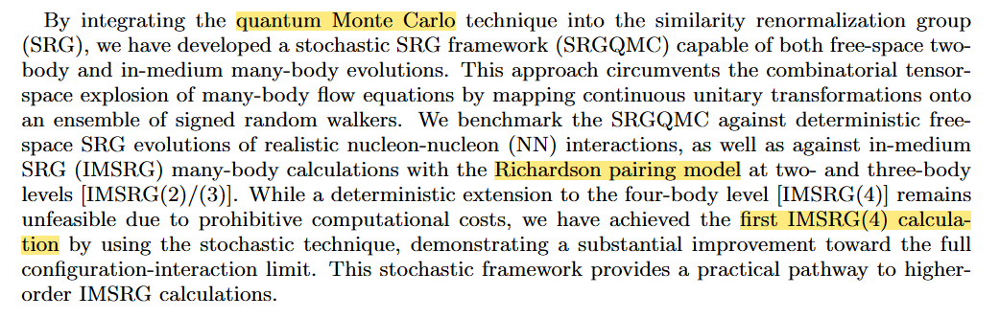 By integrating the quantum Monte Carlo technique into the similarity renormalization group
(SRG), we have developed a stochastic SRG framework (SRGQMC) capable of both free-space two-
body and in-medium many-body evolutions. This approach circumvents the combinatorial tensor-
space explosion of many-body flow equations by mapping continuous unitary transformations onto
an ensemble of signed random walkers. We benchmark the SRGQMC against deterministic free-
space SRG evolutions of realistic nucleon-nucleon (NN) interactions, as well as against in-medium
SRG (IMSRG) many-body calculations with the Richardson pairing model at two- and three-body
levels [IMSRG(2)/(3)]. While a deterministic extension to the four-body level [IMSRG(4)] remains
unfeasible due to prohibitive computational costs, we have achieved the first IMSRG(4) calcula-
tion by using the stochastic technique, demonstrating a substantial improvement toward the full
configuration-interaction limit. This stochastic framework provides a practical pathway to higher-
order IMSRG calculations.